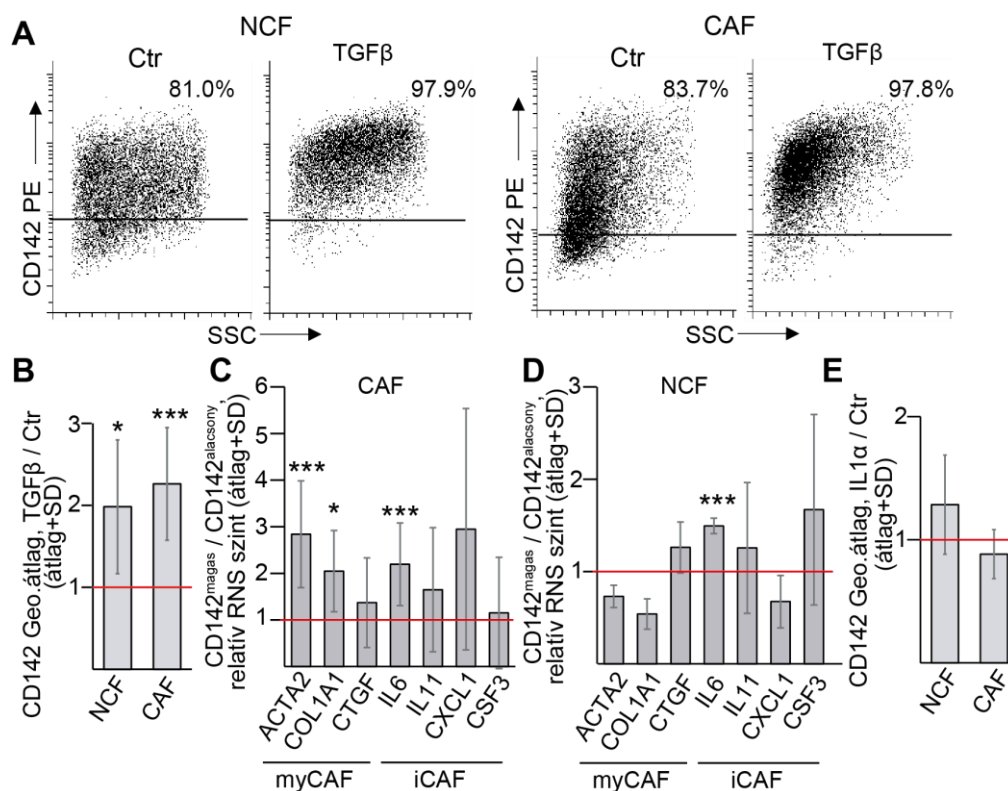 A
NCF
Ctr
81.0%
TGFβ
97.9%
CAF
Ctr
83.7%
TGFβ
97.8%
CD142 PE
SSC
CD142 PE
SSC
B
CD142 Geo.átlag, TGFβ / Ctr
(átlag+SD)
3
2
1
*
***
NCF
CAF
C
CAF
CD142magas / CD142alacsony,
relatív RNS szint (átlag+SD)
6
5
4
3
2
1
***
*
***
ACTA2
COL1A1
CTGF
IL6
IL11
CXCL1
CSF3
myCAF
iCAF
D
NCF
CD142magas / CD142alacsony,
relatív RNS szint (átlag+SD)
3
2
1
***
ACTA2
COL1A1
CTGF
IL6
IL11
CXCL1
CSF3
myCAF
iCAF
E
CD142 Geo.átlag, IL1α / Ctr
(átlag+SD)
2
1
NCF
CAF